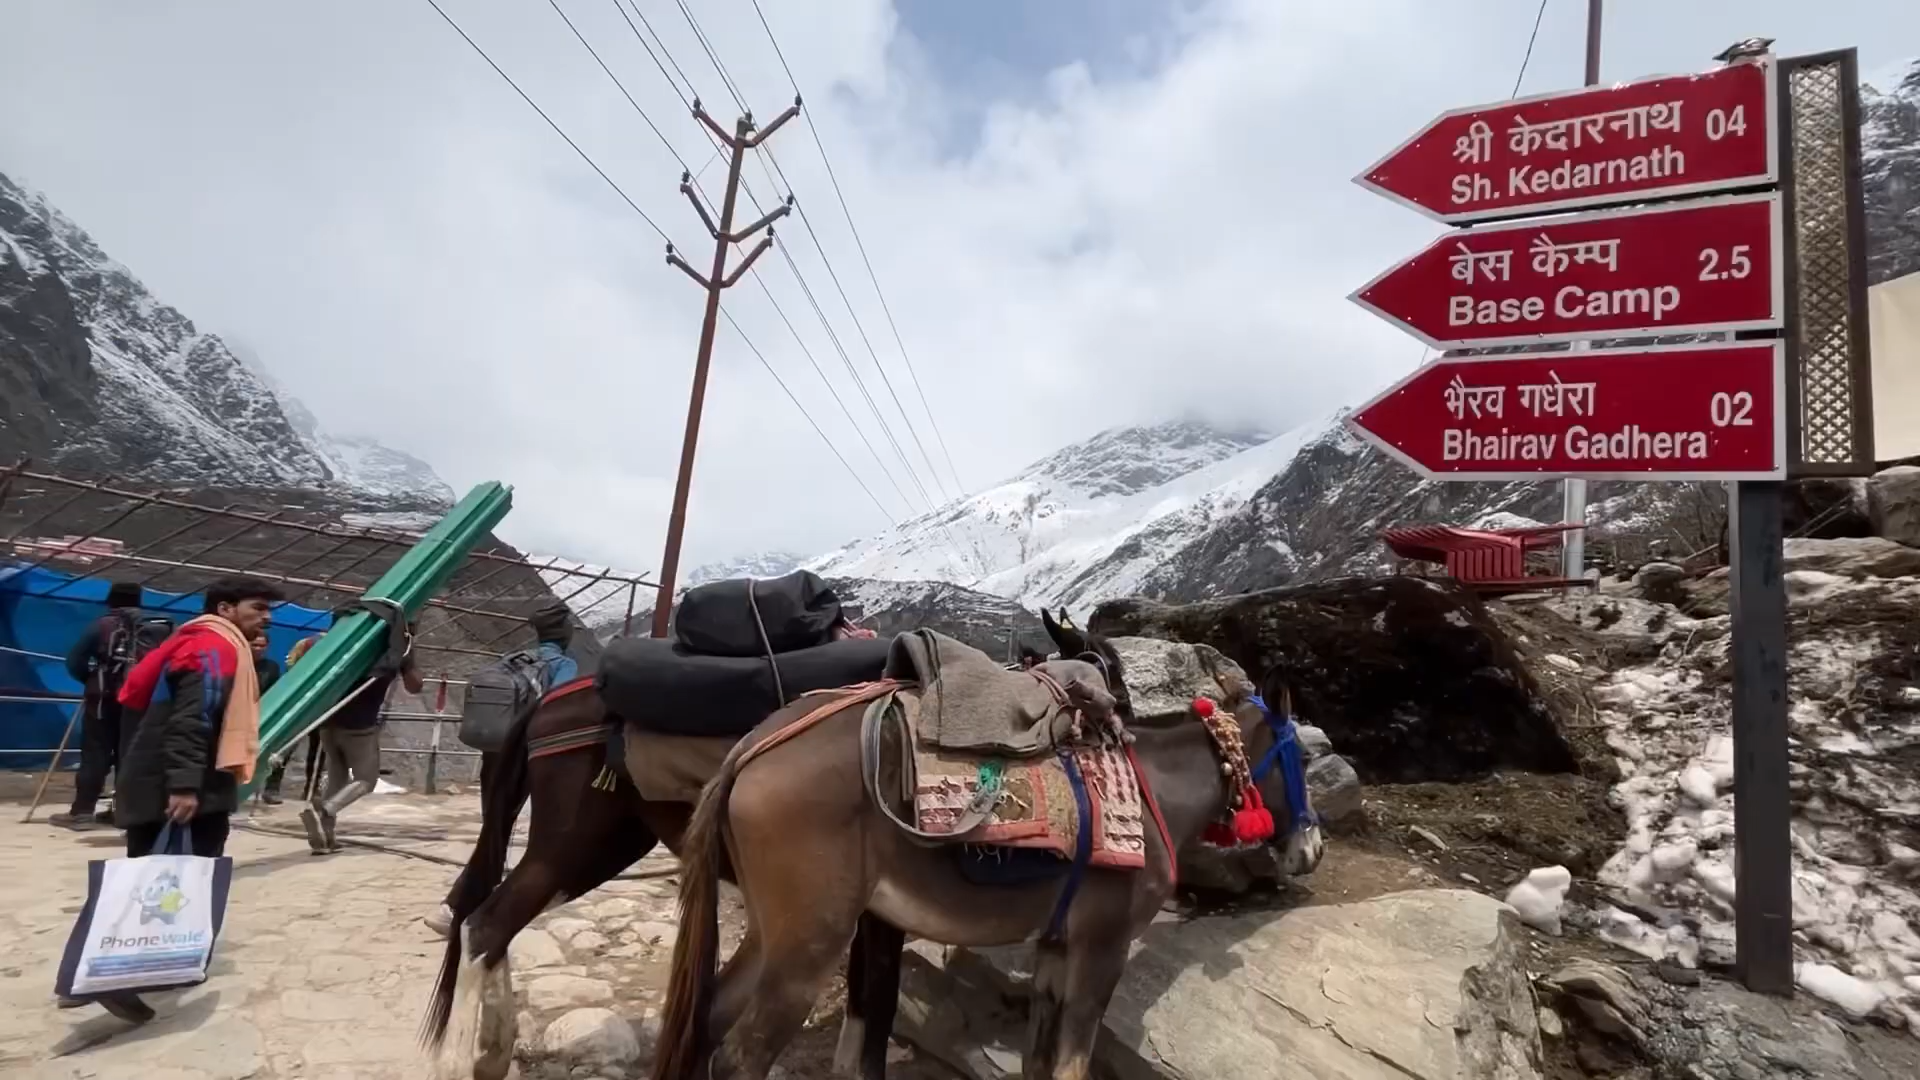 श्री केदारनाथ 04
Sh. Kedarnath
बेस कैम्प 2.5
Base Camp
भैरव गधेरा 02
Bhairav Gadhera
PhoneWale